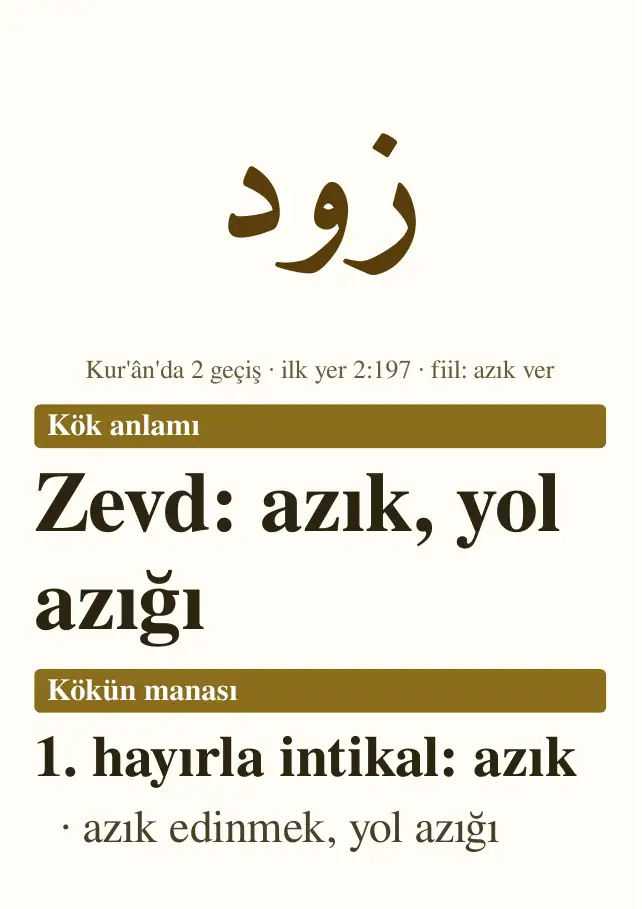 زود
Kur'ân'da 2 geçiş · ilk yer 2:197 · fiil: azık ver
Kök anlamı
Zevd: azık, yol
azığı
Kökün manası
1. hayırla intikal: azık
· azık edinmek, yol azığı